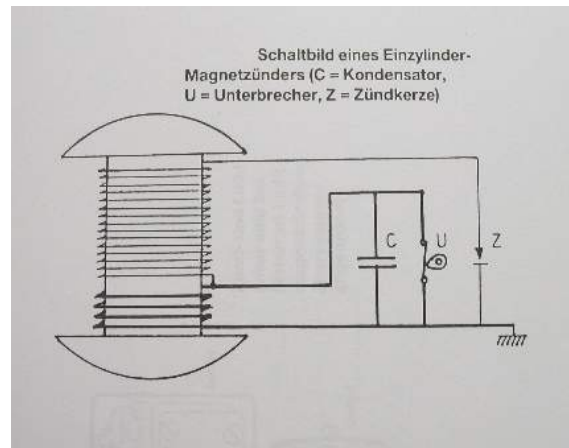 Schaltbild eines Einzylinder-
Magnetzünders (C = Kondensator,
U = Unterbrecher, Z = Zündkerze)
C U Z